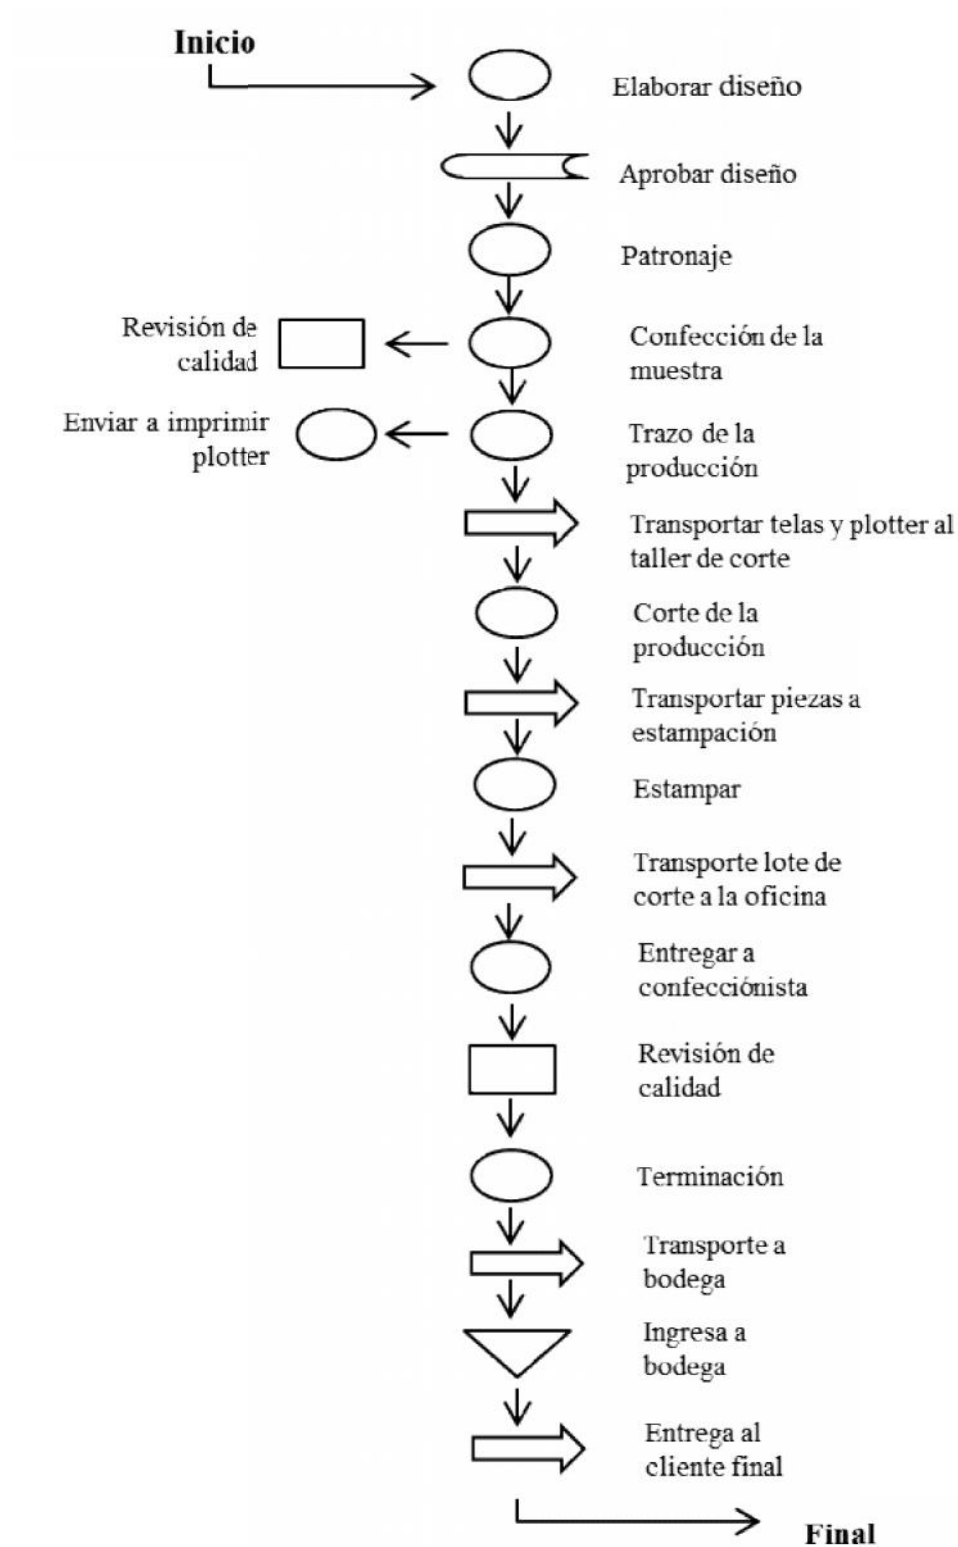 Inicio
Elaborar diseño
Aprobar diseño
Patronaje
Revisión de
calidad
Confección de la
muestra
Enviar a imprimir
plotter
Trazo de la
producción
Transportar telas y plotter al
taller de corte
Corte de la
producción
Transportar piezas a
estampación
Estampar
Transporte lote de
corte a la oficina
Entregar a
confecciónista
Revisión de
calidad
Terminación
Transporte a
bodega
Ingresa a
bodega
Entrega al
cliente final
Final